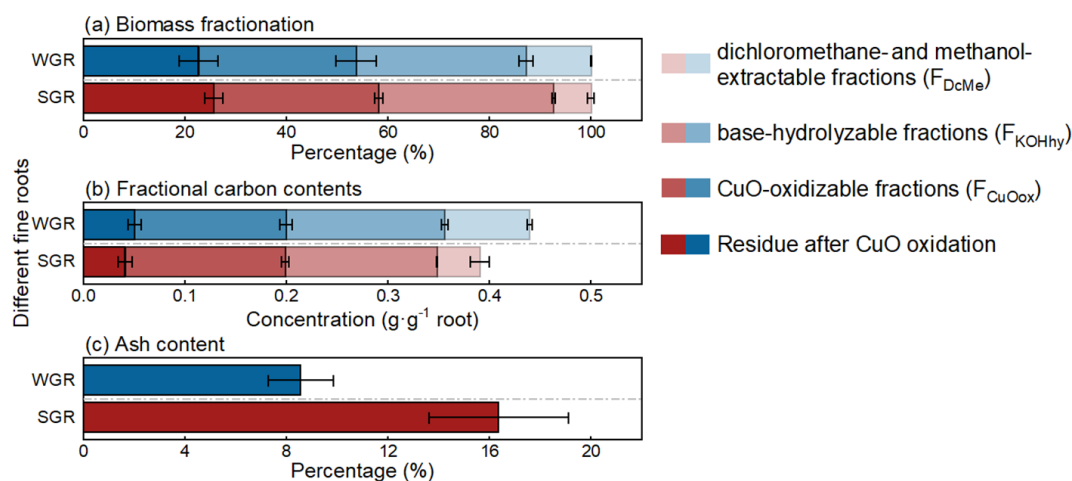 (a) Biomass fractionation
WGR
SGR
0 20 40 60 80 100
Percentage (%)
(b) Fractional carbon contents
WGR
SGR
0.0 0.1 0.2 0.3 0.4 0.5
Concentration (g·g⁻¹ root)
(c) Ash content
WGR
SGR
0 4 8 12 16 20
Percentage (%)
Different fine roots
dichloromethane- and methanol-
extractable fractions (F_DcMe)
base-hydrolyzable fractions (F_KOHhy)
CuO-oxidizable fractions (F_CuOox)
Residue after CuO oxidation